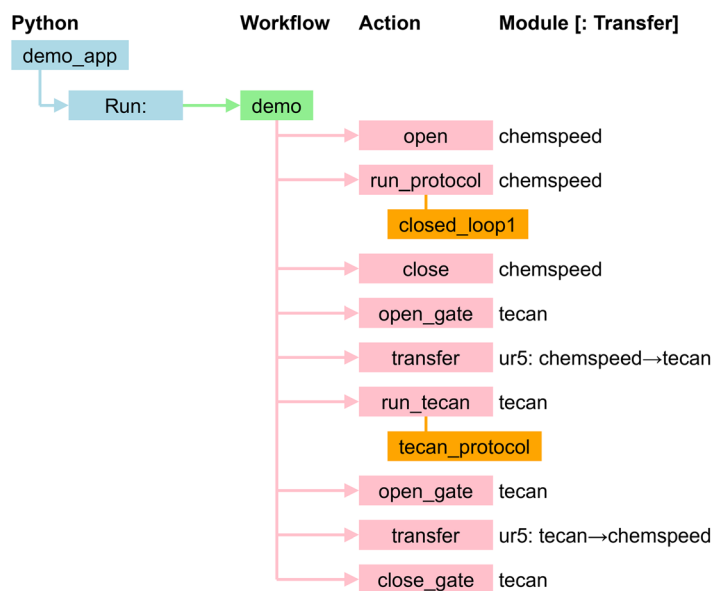 Python Workflow Action Module [: Transfer]
demo_app
Run: demo
open chemspeed
run_protocol chemspeed
closed_loop1
close chemspeed
open_gate tecan
transfer ur5: chemspeed→tecan
run_tecan tecan
tecan_protocol
open_gate tecan
transfer ur5: tecan→chemspeed
close_gate tecan